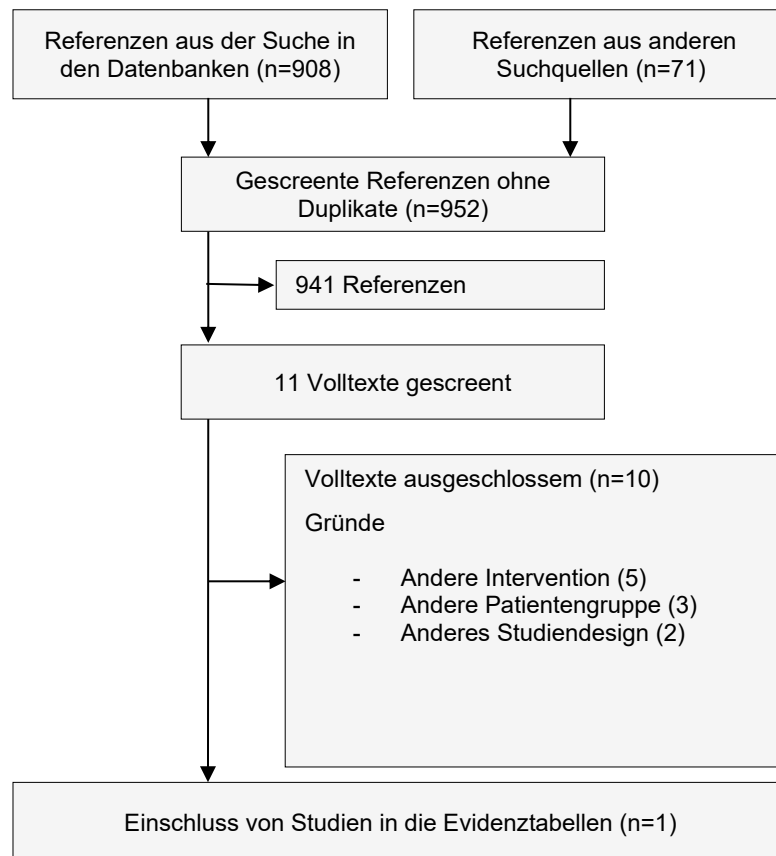 Referenzen aus der Suche in
den Datenbanken (n=908)
Referenzen aus anderen
Suchquellen (n=71)
Gescreente Referenzen ohne
Duplikate (n=952)
941 Referenzen
11 Volltexte gescreent
Volltexte ausgeschlossem (n=10)
Gründe
- Andere Intervention (5)
- Andere Patientengruppe (3)
- Anderes Studiendesign (2)
Einschluss von Studien in die Evidenztabellen (n=1)